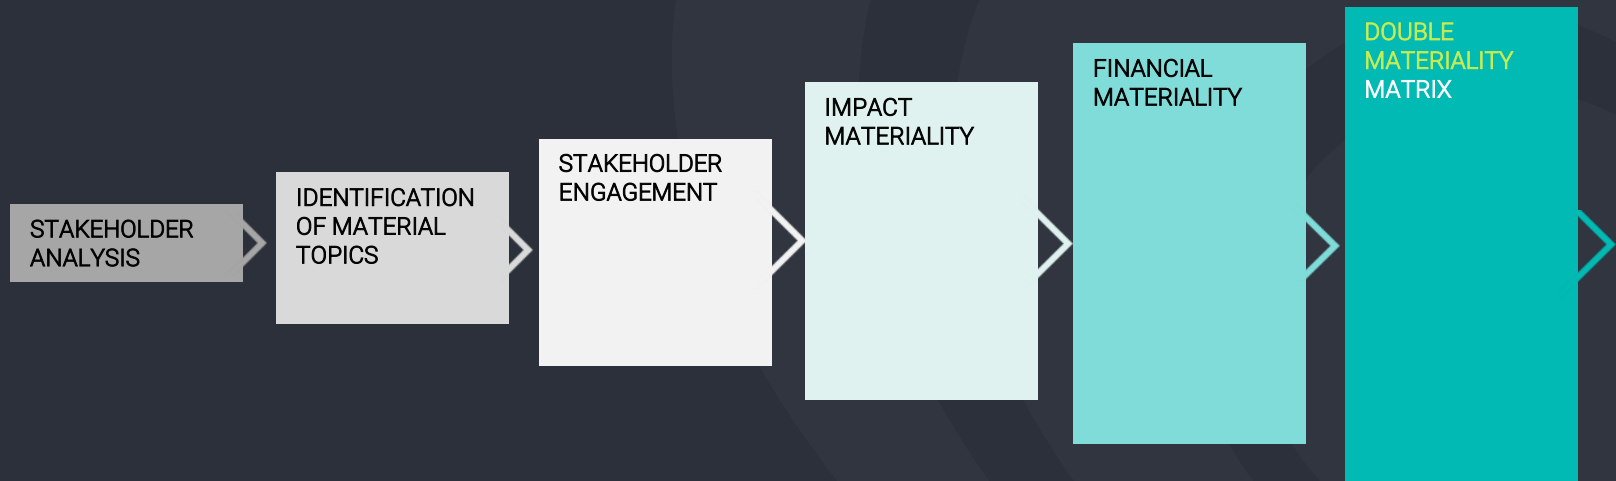 STAKEHOLDER
ANALYSIS
IDENTIFICATION
OF MATERIAL
TOPICS
STAKEHOLDER
ENGAGEMENT
IMPACT
MATERIALITY
FINANCIAL
MATERIALITY
DOUBLE
MATERIALITY
MATRIX